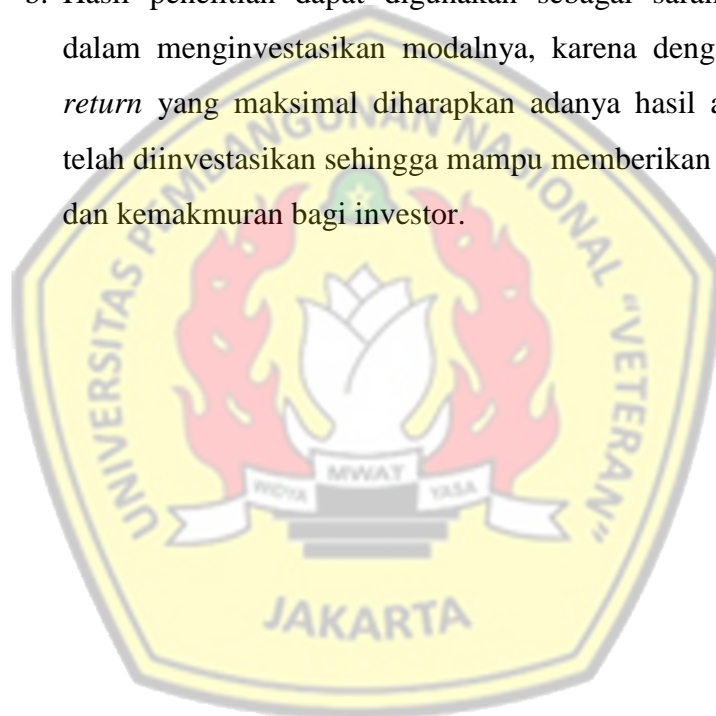 b. Hasil penelitian dapat digunakan sebagai saran
dalam menginvestasikan modalnya, karena deng
return yang maksimal diharapkan adanya hasil a
telah diinvestasikan sehingga mampu memberikan
dan kemakmuran bagi investor.
UNIVERSITAS PEMBANGUNAN NASIONAL "VETERAN"
WIDYA MWAT YASA
JAKARTA